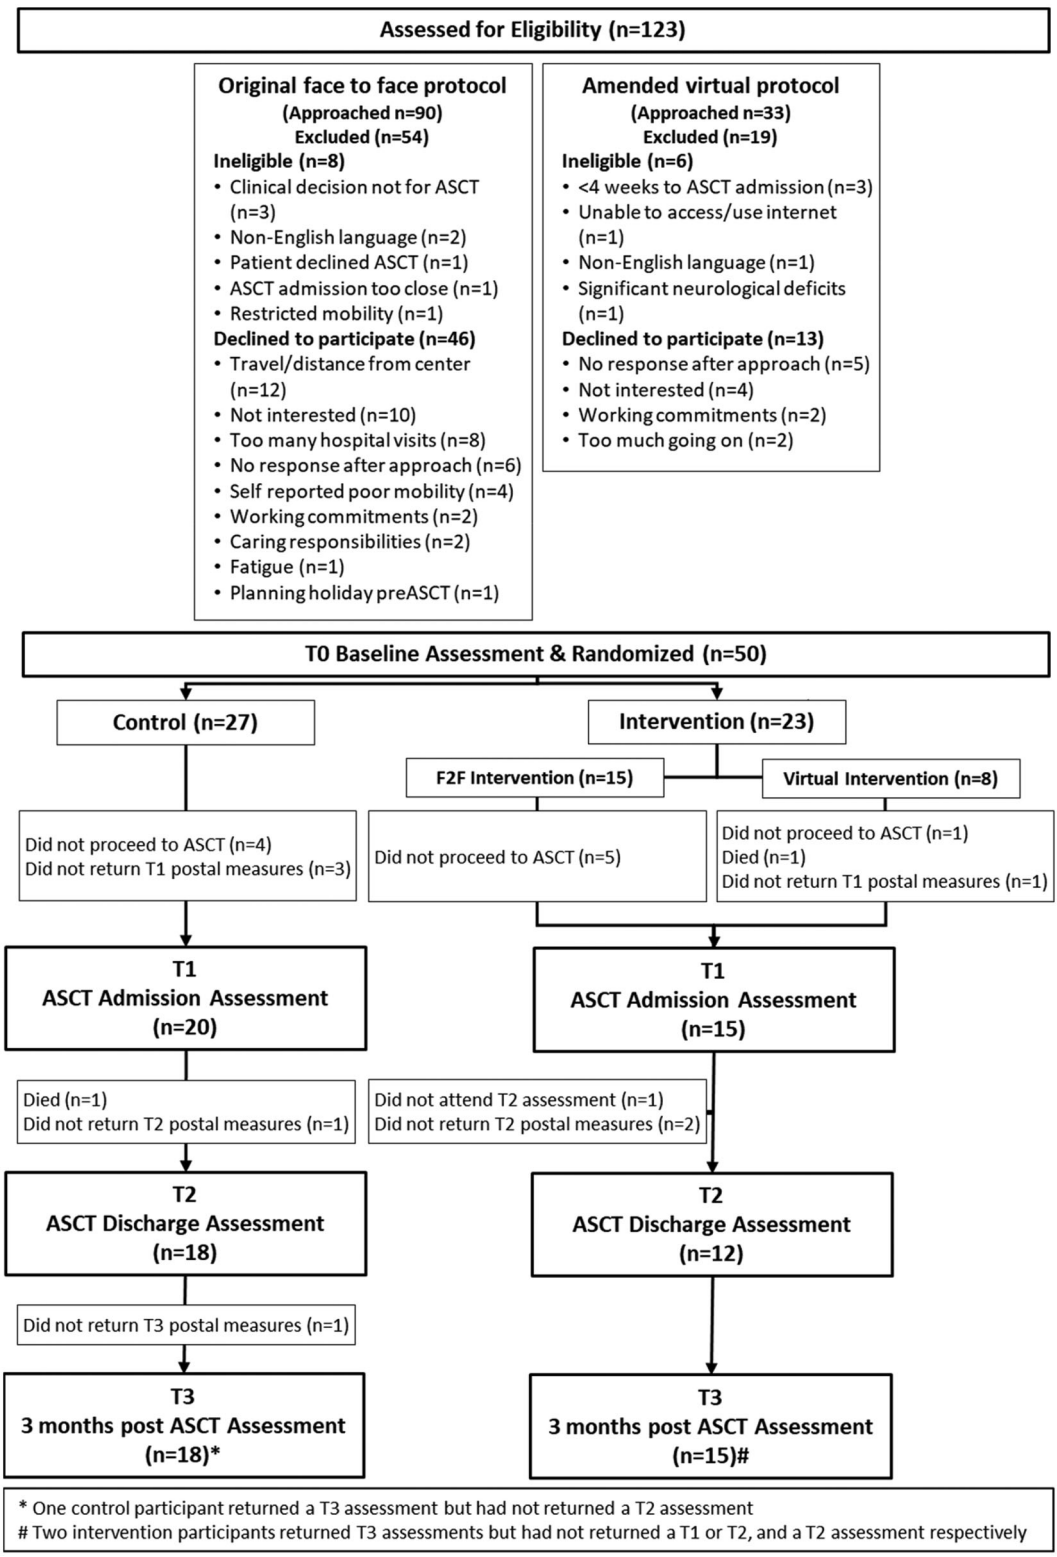 Assessed for Eligibility (n=123)
Original face to face protocol
(Approached n=90)
Excluded (n=54)
Ineligible (n=8)
• Clinical decision not for ASCT
(n=3)
• Non-English language (n=2)
• Patient declined ASCT (n=1)
• ASCT admission too close (n=1)
• Restricted mobility (n=1)
Declined to participate (n=46)
• Travel/distance from center
(n=12)
• Not interested (n=10)
• Too many hospital visits (n=8)
• No response after approach (n=6)
• Self reported poor mobility (n=4)
• Working commitments (n=2)
• Caring responsibilities (n=2)
• Fatigue (n=1)
• Planning holiday preASCT (n=1)
Amended virtual protocol
(Approached n=33)
Excluded (n=19)
Ineligible (n=6)
• <4 weeks to ASCT admission (n=3)
• Unable to access/use internet
(n=1)
• Non-English language (n=1)
• Significant neurological deficits
(n=1)
Declined to participate (n=13)
• No response after approach (n=5)
• Not interested (n=4)
• Working commitments (n=2)
• Too much going on (n=2)
T0 Baseline Assessment & Randomized (n=50)
Control (n=27)
Intervention (n=23)
F2F Intervention (n=15)
Virtual Intervention (n=8)
Did not proceed to ASCT (n=4)
Did not return T1 postal measures (n=3)
Did not proceed to ASCT (n=5)
Did not proceed to ASCT (n=1)
Died (n=1)
Did not return T1 postal measures (n=1)
T1
ASCT Admission Assessment
(n=20)
T1
ASCT Admission Assessment
(n=15)
Died (n=1)
Did not return T2 postal measures (n=1)
Did not attend T2 assessment (n=1)
Did not return T2 postal measures (n=2)
T2
ASCT Discharge Assessment
(n=18)
T2
ASCT Discharge Assessment
(n=12)
Did not return T3 postal measures (n=1)
T3
3 months post ASCT Assessment
(n=18)*
T3
3 months post ASCT Assessment
(n=15)#
* One control participant returned a T3 assessment but had not returned a T2 assessment
# Two intervention participants returned T3 assessments but had not returned a T1 or T2, and a T2 assessment respectively